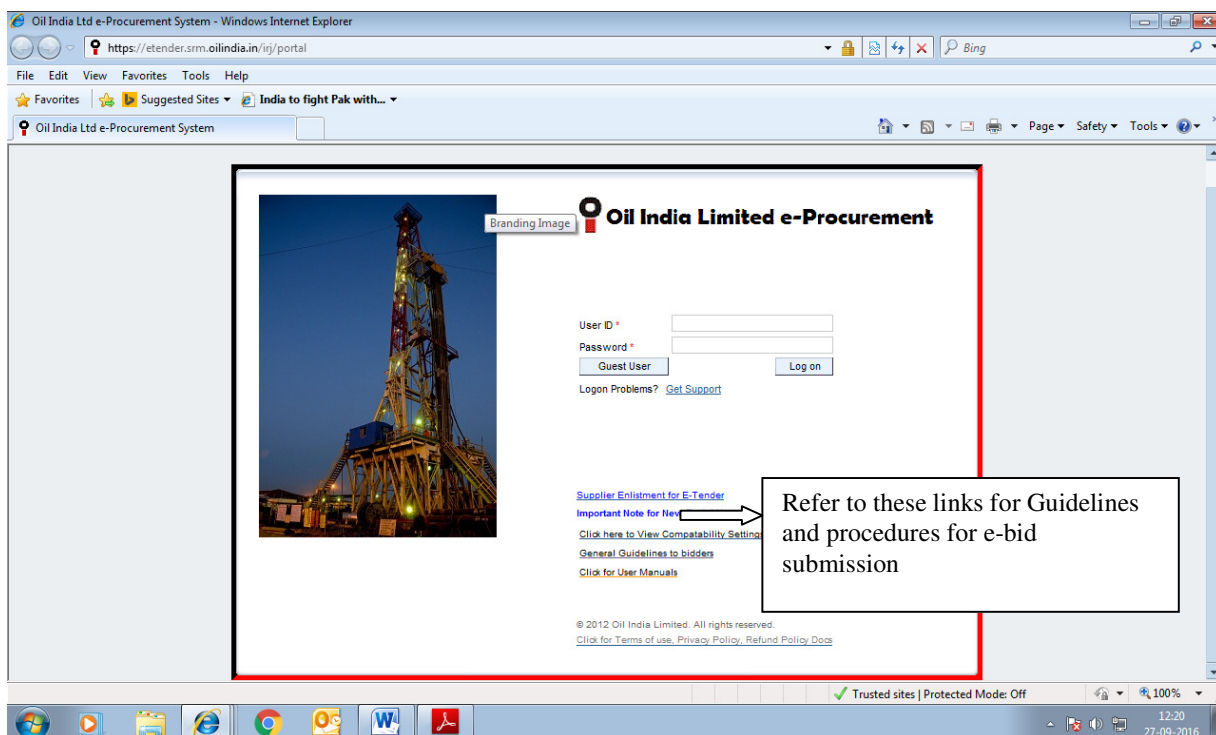 Oil India Ltd e-Procurement System - Windows Internet Explorer
https://etender.srm.oilindia.in/irj/portal
Bing
File Edit View Favorites Tools Help
Favorites Suggested Sites India to fight Pak with...
Oil India Ltd e-Procurement System
Page Safety Tools
Branding Image
Oil India Limited e-Procurement
User ID *
Password *
Guest User Log on
Logon Problems? Get Support
Supplier Enlistment for E-Tender
Important Note for
Click here to View Compatability Settings
General Guidelines to bidders
Click for User Manuals
Refer to these links for Guidelines
and procedures for e-bid
submission
© 2012 Oil India Limited. All rights reserved.
Click for Terms of use, Privacy Policy, Refund Policy Docs
Trusted sites | Protected Mode: Off 100%
12:20
27-09-2016